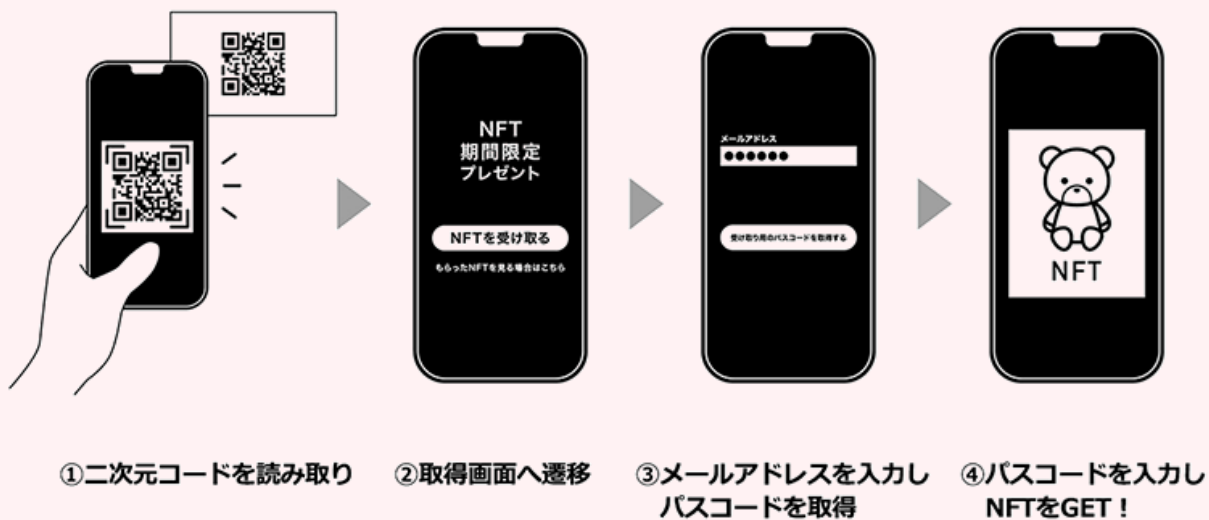 NFT
期間限定
プレゼント
NFTを受け取る
もらったNFTを見る場合はこちら
メールアドレス
受け取り用のパスコードを取得する
NFT
①二次元コードを読み取り
②取得画面へ遷移
③メールアドレスを入力し
パスコードを取得
④パスコードを入力し
NFTをGET！